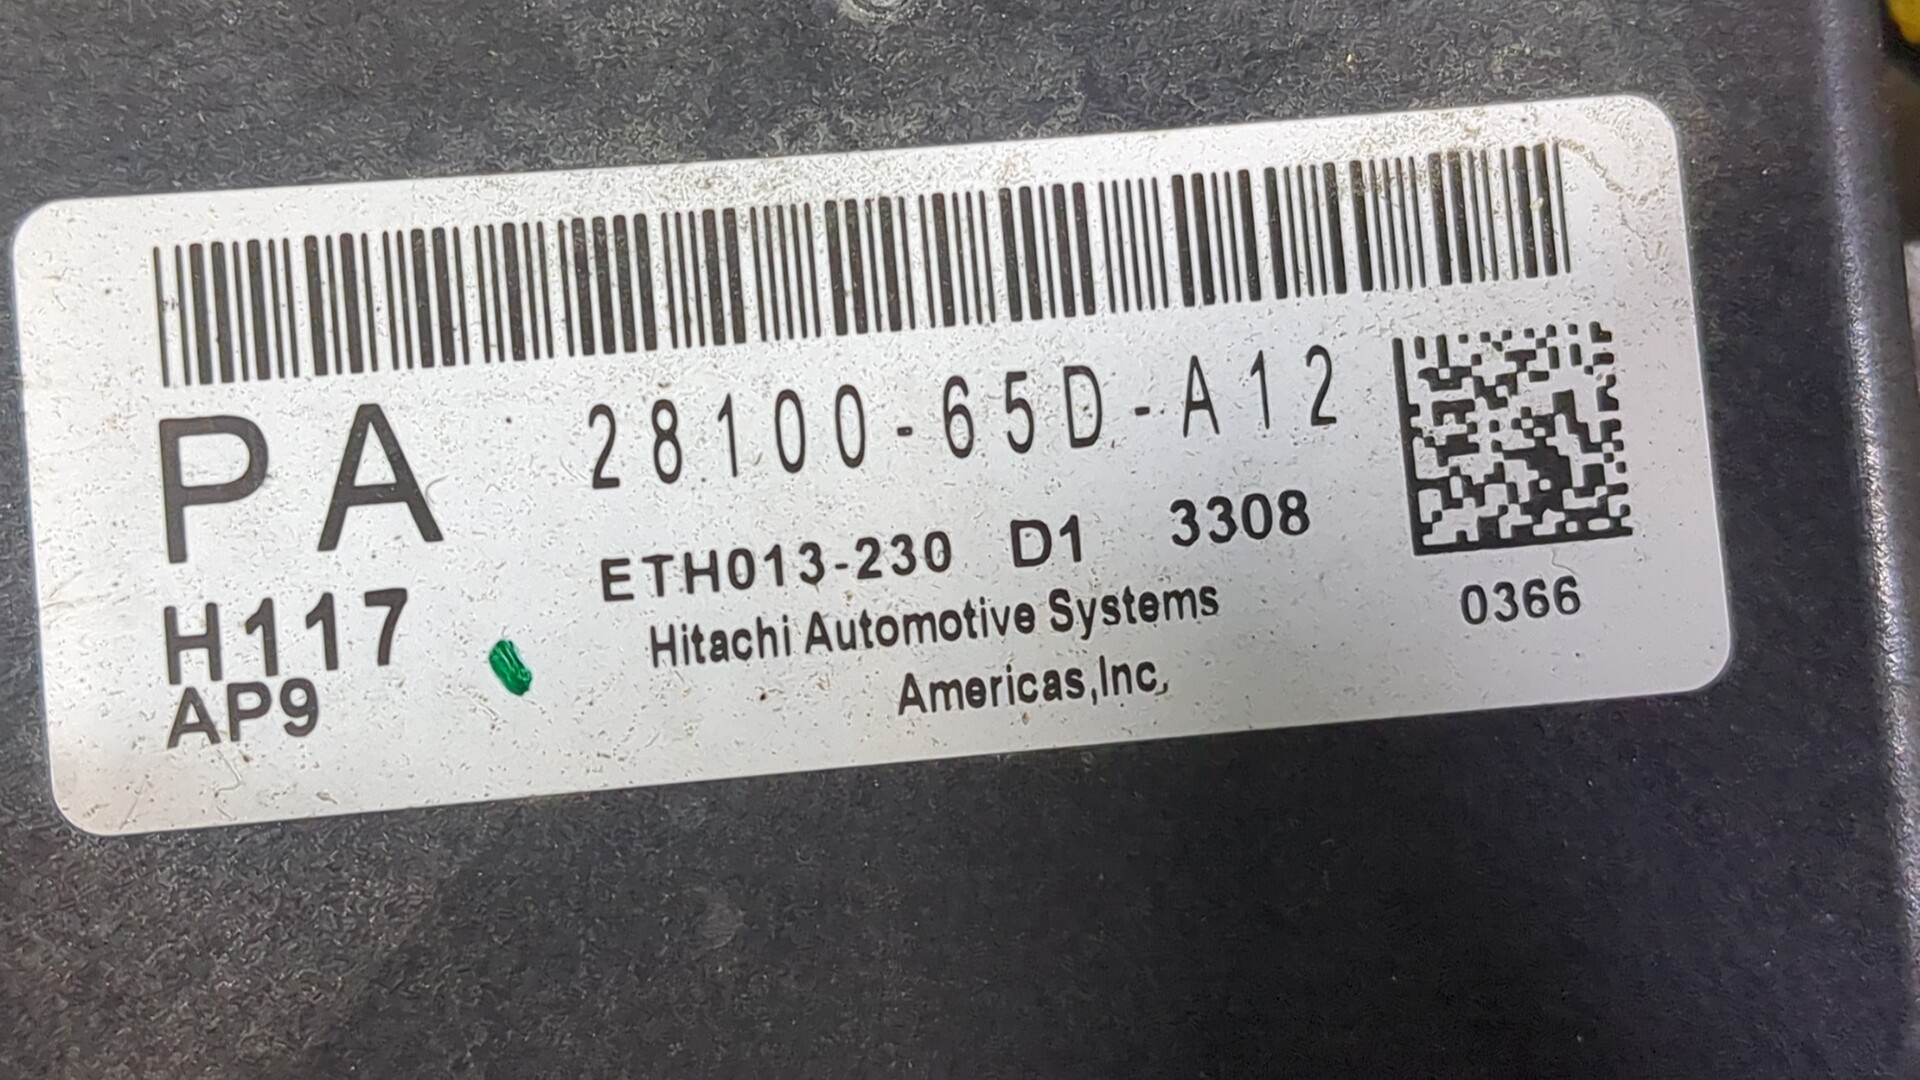 PA 28100-65D-A12
ETH013-230 D1 3308
H117 Hitachi Automotive Systems 0366
AP9 Americas,Inc.